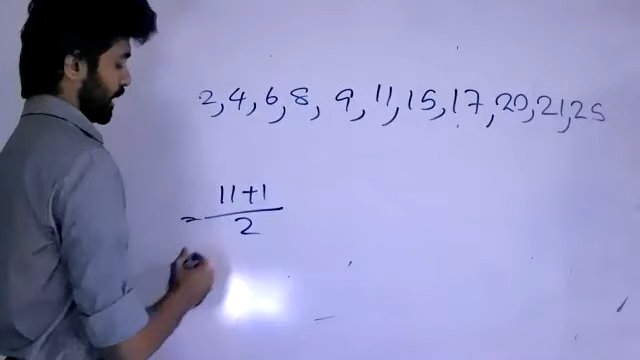 2, 4, 6, 8, 9, 11, 15, 17, 20, 21, 25
= 11+1
2